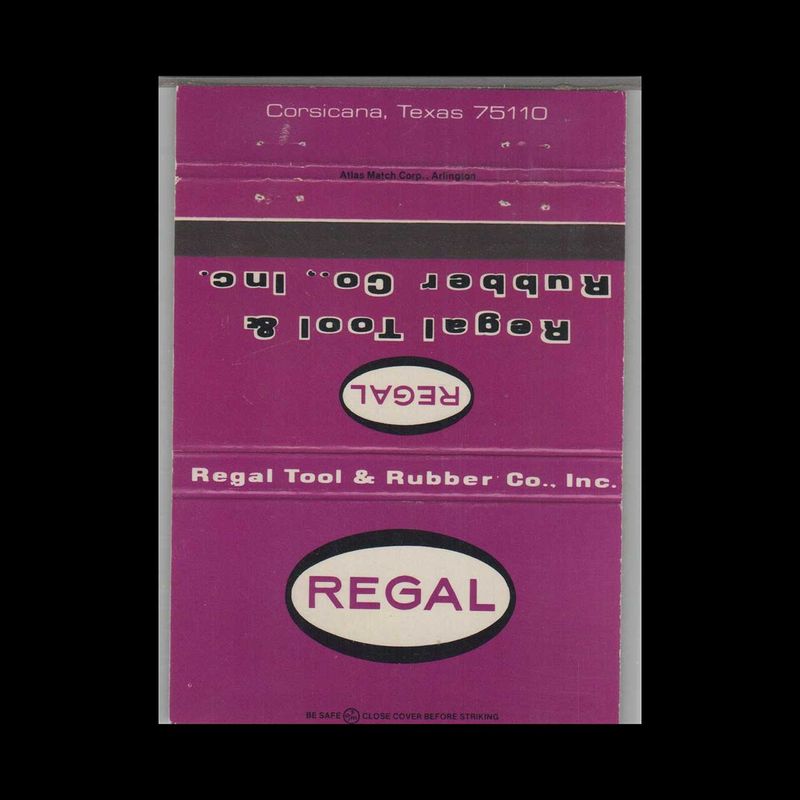 Corsicana, Texas 75110
Atlas Match Corp., Arlington
Rubber Co., Inc.
Regal Tool &
REGAL
Regal Tool & Rubber Co., Inc.
REGAL
BE SAFE CLOSE COVER BEFORE STRIKING